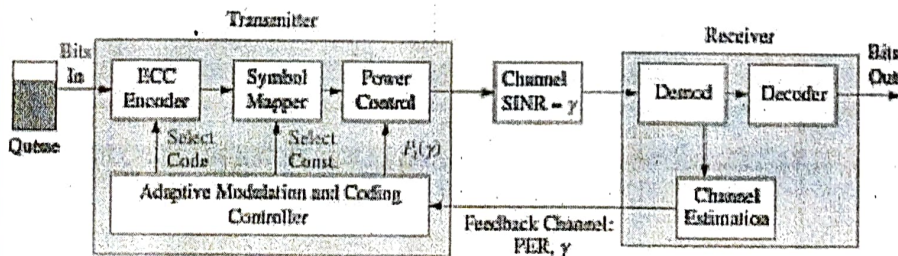 Transmitter
Receiver
Bits
In
Queue
ECC
Encoder
Symbol
Mapper
Power
Control
Select
Code
Select
Const.
Pt(γ)
Adaptive Modulation and Coding
Controller
Channel
SINR = γ
Feedback Channel:
PER, γ
Demod
Decoder
Channel
Estimation
Bits
Out